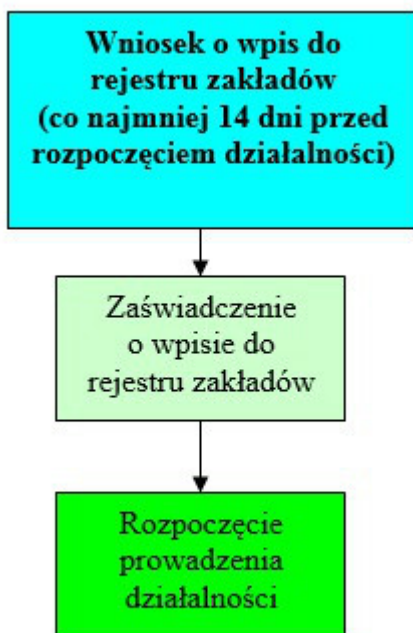 Wniosek o wpis do
rejestru zakładów
(co najmniej 14 dni przed
rozpoczęciem działalności)
Zaświadczenie
o wpisie do
rejestru zakładów
Rozpoczęcie
prowadzenia
działalności